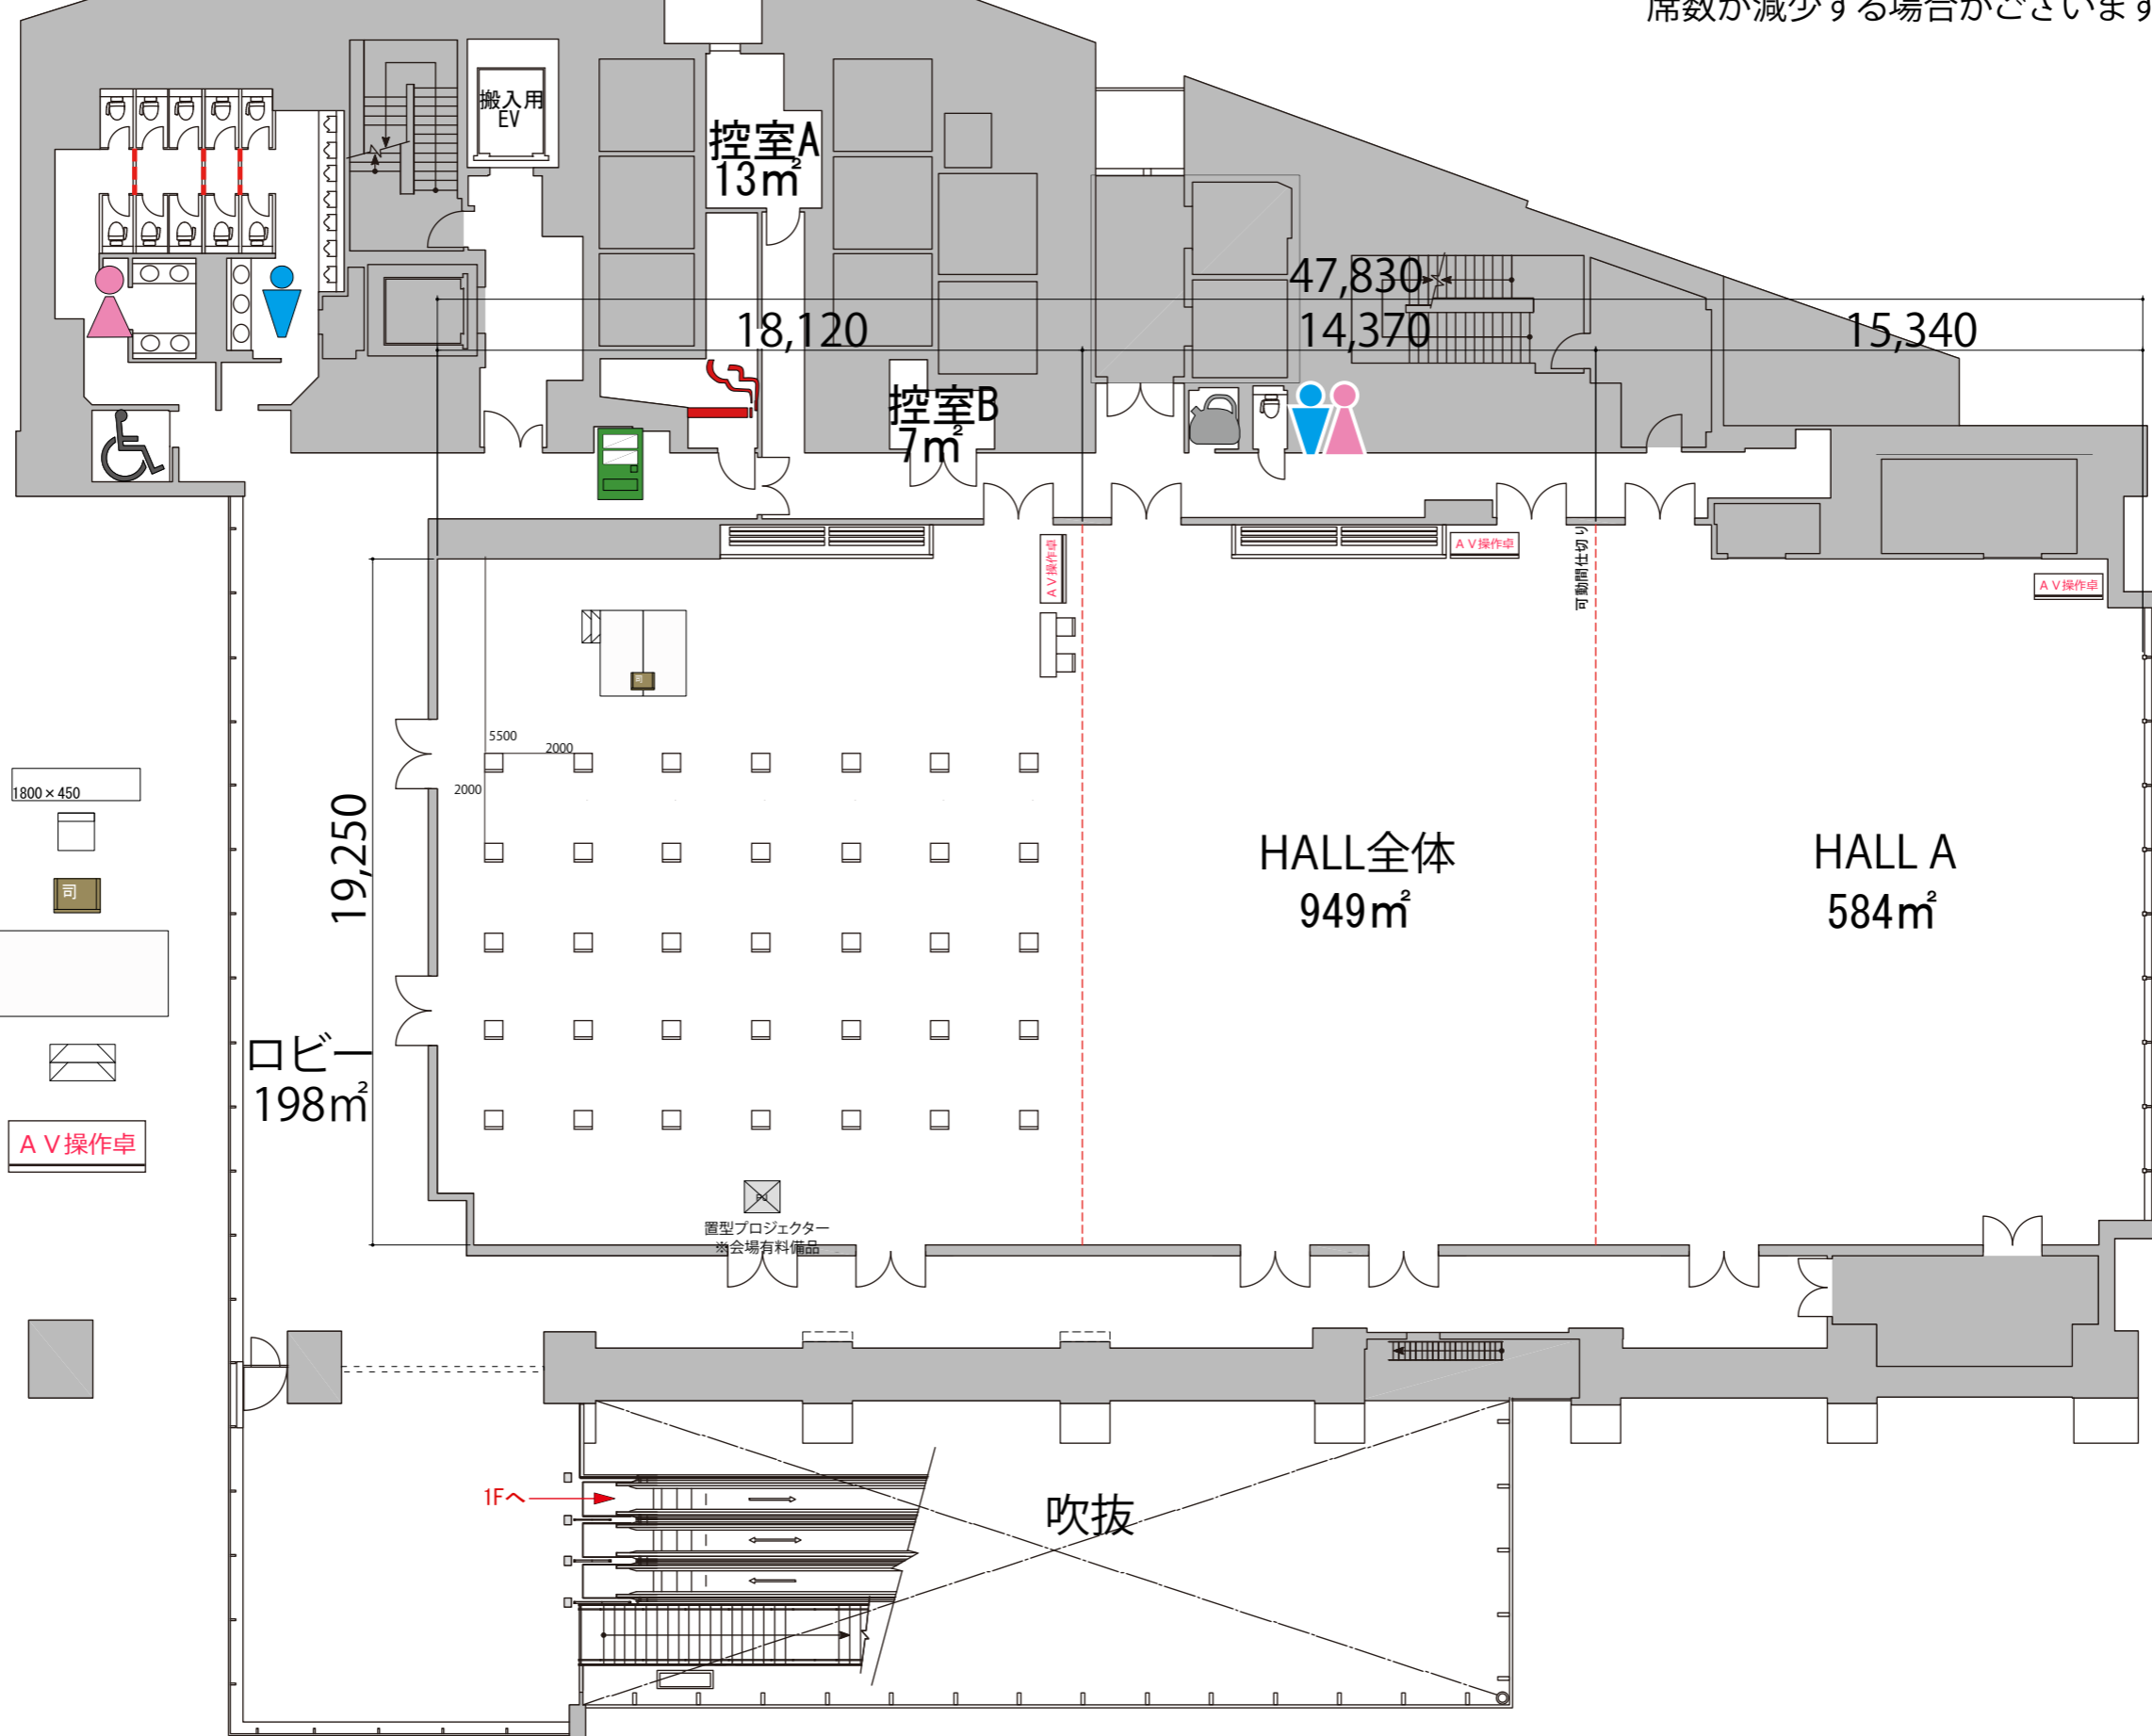 席数が減少する場合がございます
搬入用
EV
控室A
13㎡
47,830
18,120
14,370
15,340
控室B
7㎡
AV操作卓
AV操作卓
可動間仕切り
AV操作卓
司
5500
2000
2000
1800×450
司
19,250
HALL全体
949㎡
HALL A
584㎡
ロビー
198㎡
AV操作卓
PJ
置型プロジェクター
※会場有料備品
1Fへ
吹抜